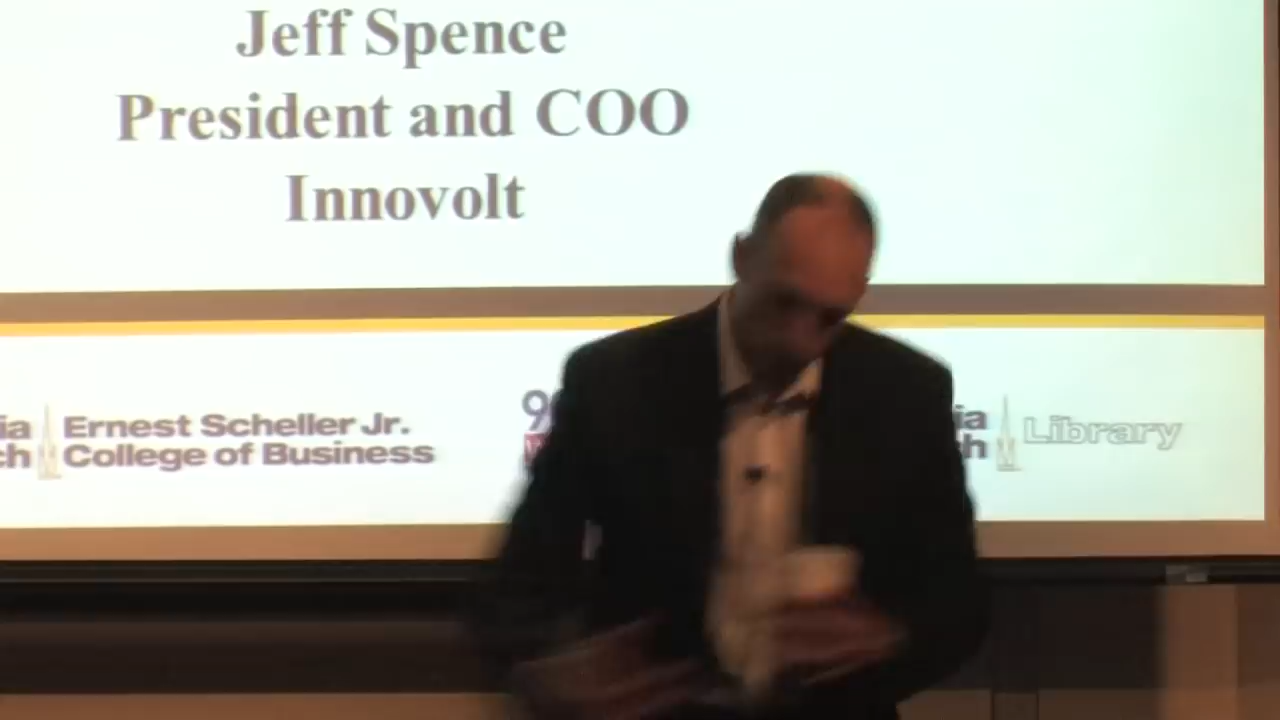 Jeff Spence
President and COO
Innovolt
Ernest Scheller Jr.
College of Business
Library